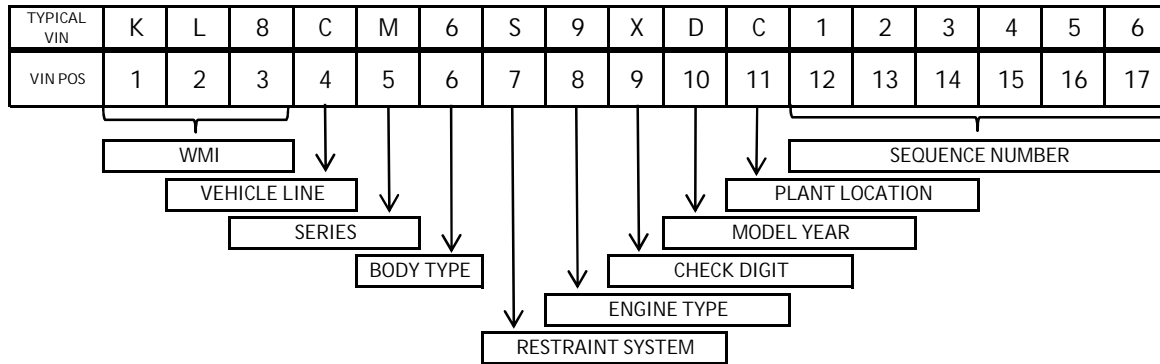 TYPICAL VIN K L 8 C M 6 S 9 X D C 1 2 3 4 5 6
VIN POS 1 2 3 4 5 6 7 8 9 10 11 12 13 14 15 16 17
WMI SEQUENCE NUMBER
VEHICLE LINE PLANT LOCATION
SERIES MODEL YEAR
BODY TYPE CHECK DIGIT
ENGINE TYPE
RESTRAINT SYSTEM